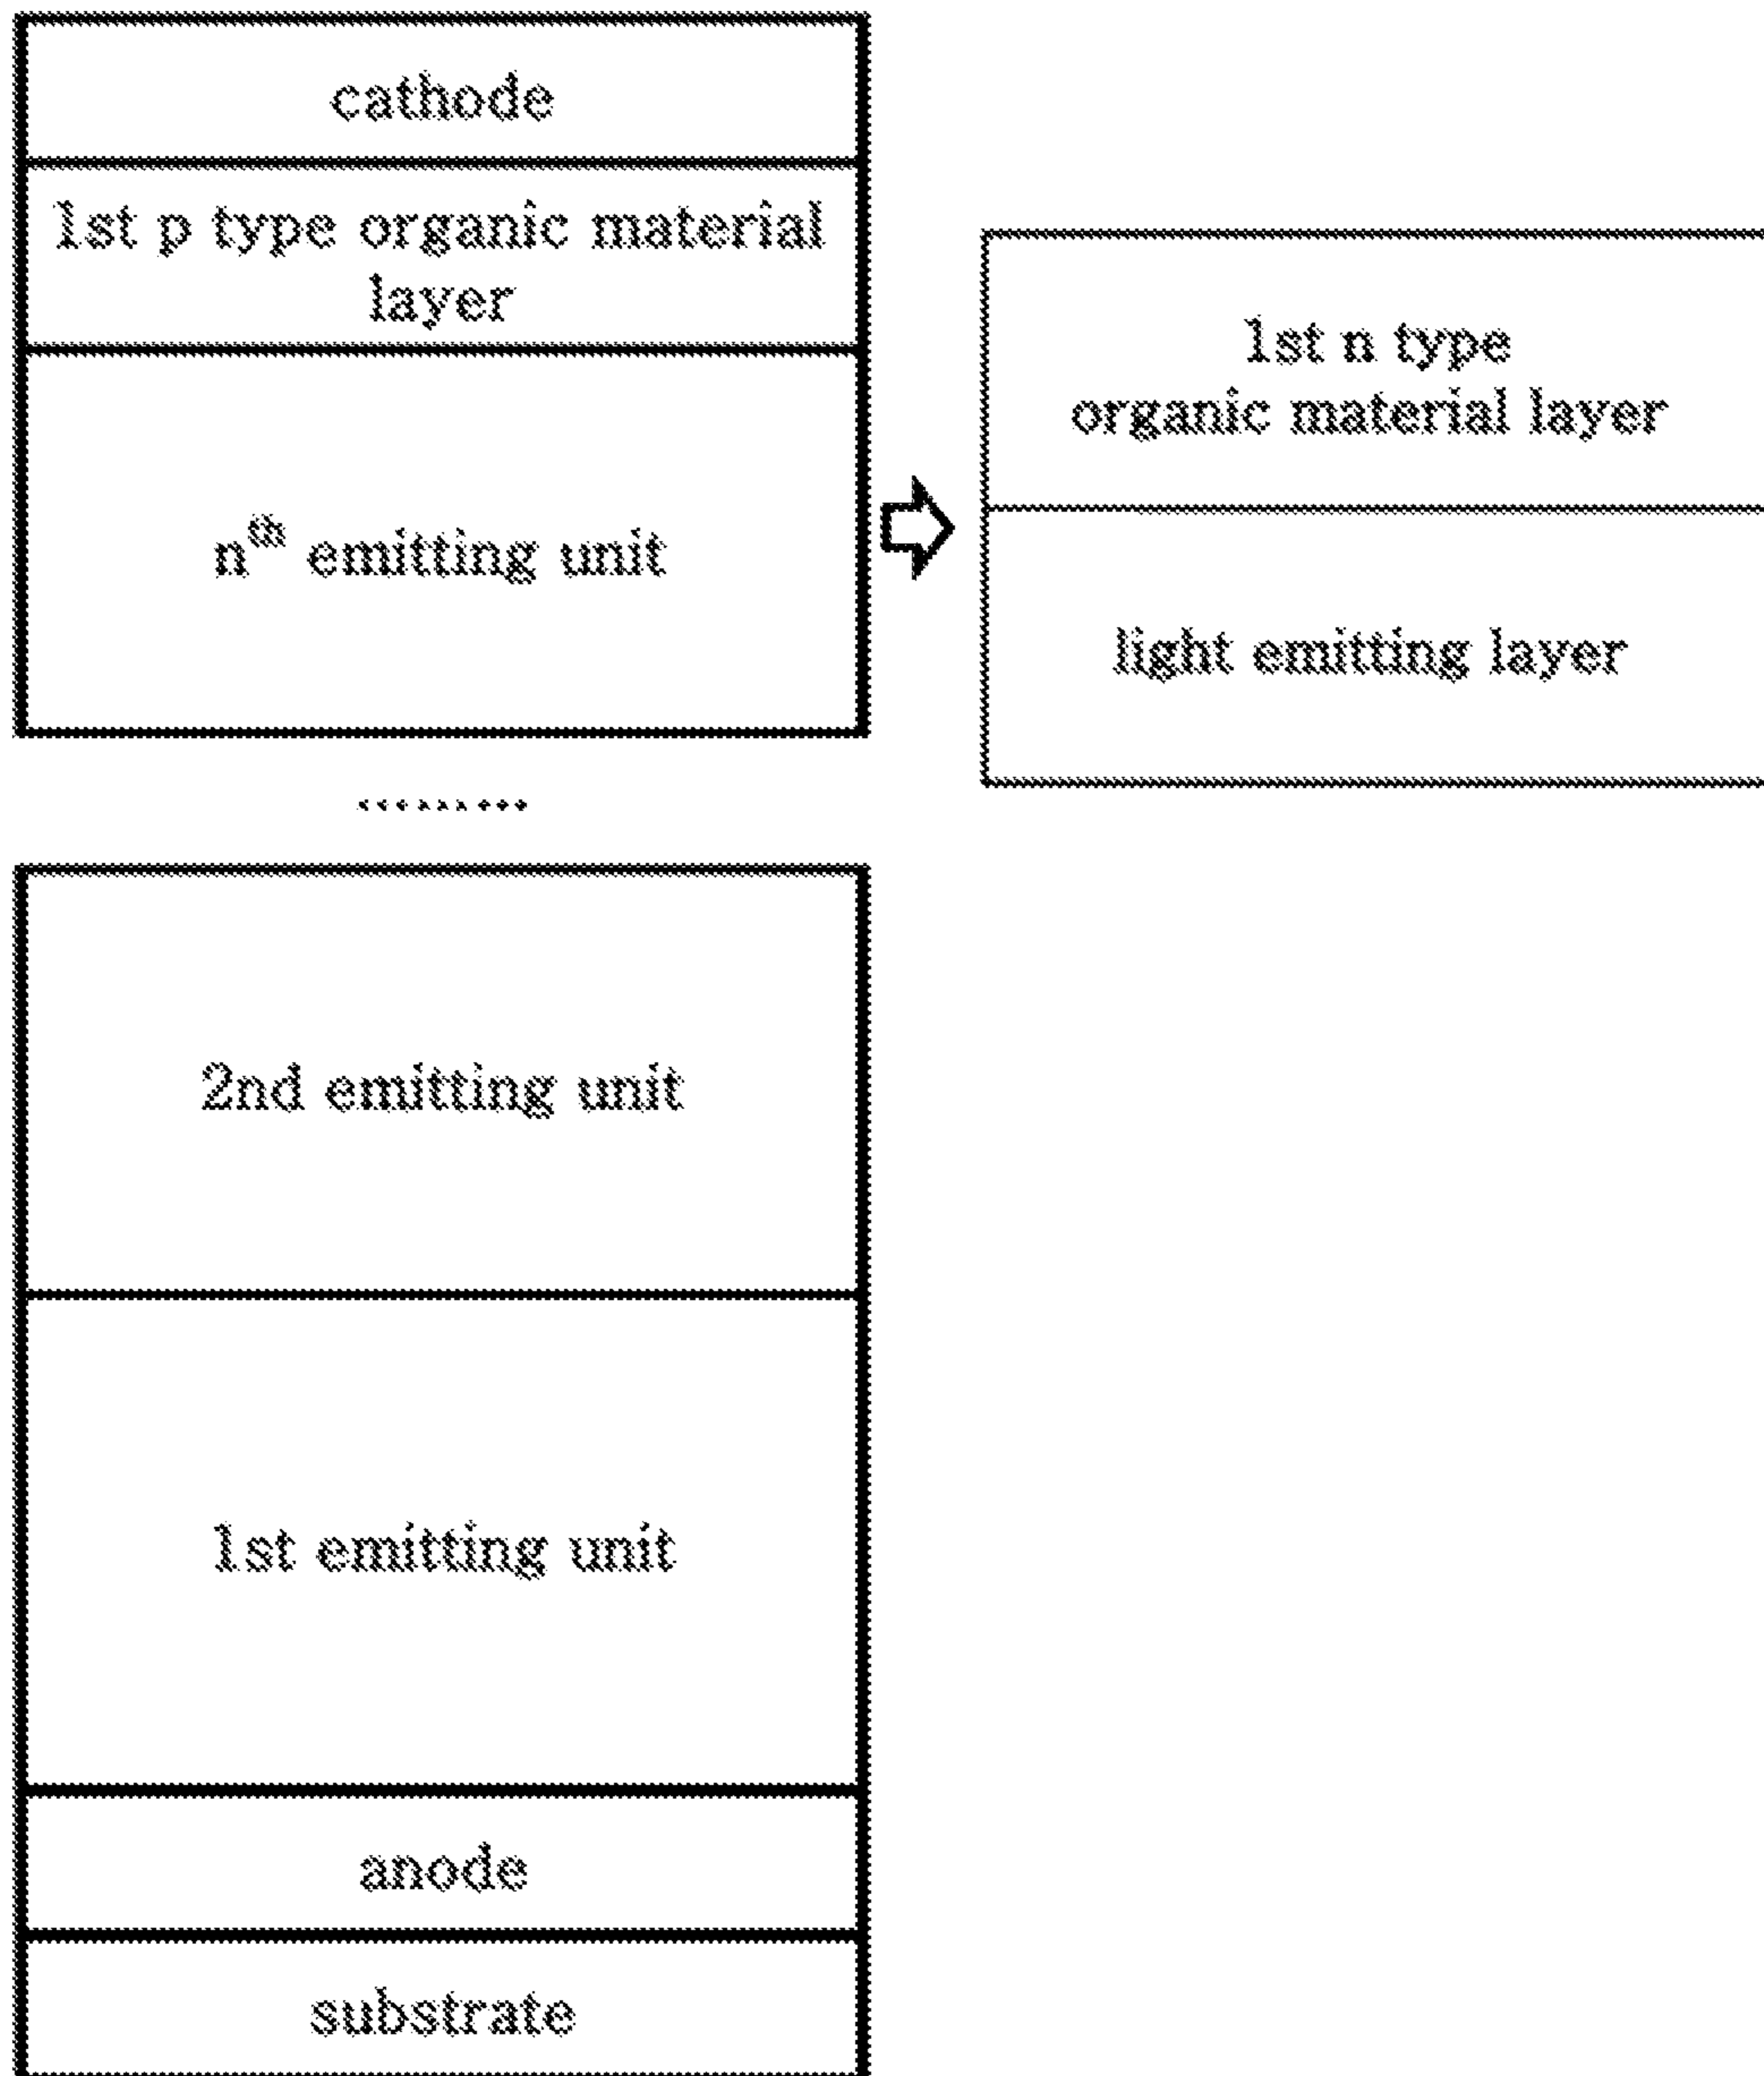 cathode
1st p type organic material
layer
nᵗʰ emitting unit
1st n type
organic material layer
light emitting layer
.........
2nd emitting unit
1st emitting unit
anode
substrate